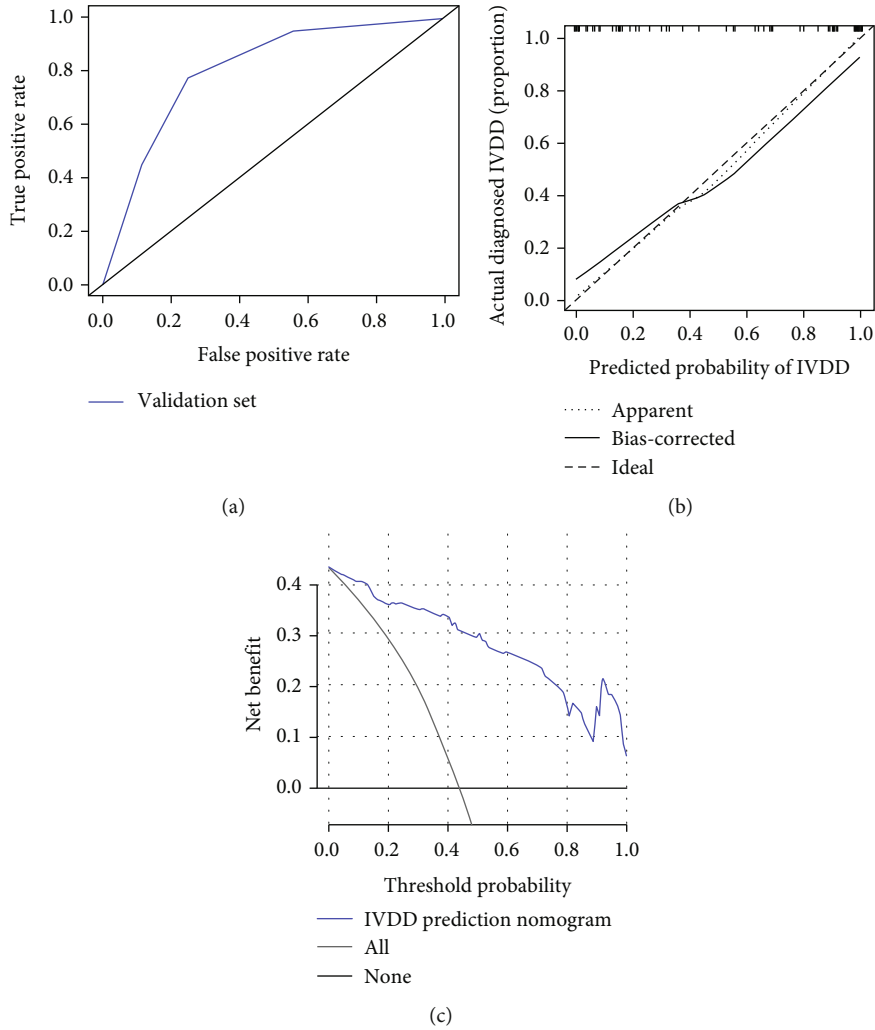 1.0
0.8
0.6
0.4
0.2
0.0
True positive rate
0.0 0.2 0.4 0.6 0.8 1.0
False positive rate
Validation set
(a)
1.0
0.8
0.6
0.4
0.2
0.0
Actual diagnosed IVDD (proportion)
0.0 0.2 0.4 0.6 0.8 1.0
Predicted probability of IVDD
Apparent
Bias-corrected
Ideal
(b)
0.4
0.3
0.2
0.1
0.0
Net benefit
0.0 0.2 0.4 0.6 0.8 1.0
Threshold probability
IVDD prediction nomogram
All
None
(c)